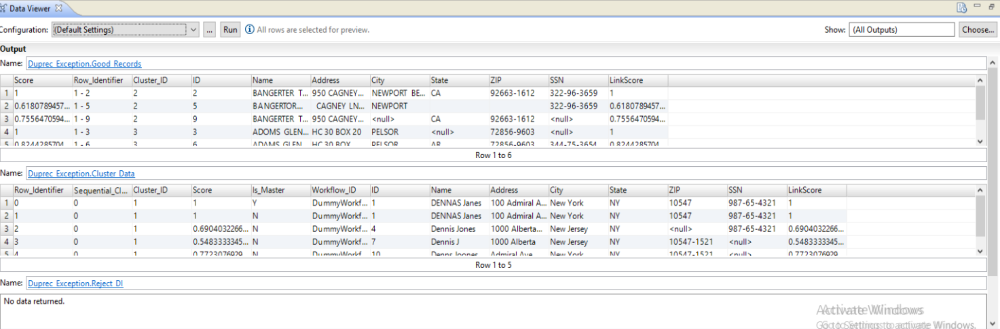 Data Viewer
Configuration: (Default Settings) ... Run All rows are selected for preview. Show: (All Outputs) Choose...
Output
Name: Duprec_Exception.Good_Records
Score Row_Identifier Cluster_ID ID Name Address City State ZIP SSN LinkScore
1 1 1 - 2 2 2 BANGERTER T... 950 CAGNEY... NEWPORT BE... CA 92663-1612 322-96-3659 1
2 0.6180789457... 1 - 5 2 5 BANGERTOR... CAGNEY LN... NEWPORT 322-96-3659 0.6180789457...
3 0.7556470594... 1 - 9 2 9 BANGERTER T... 950 CAGNEY... <null> CA 92663-1612 <null> 0.7556470594...
4 1 1 - 3 3 3 ADOMS GLEN... HC 30 BOX 20 PELSOR <null> 72856-9603 <null> 1
5 0.8244285704 1 - 6 3 6 ADAMS GLEN HC 30 BOX PELSOR AR 72856-9603 344-75-3654 0.8244285704
Row 1 to 6
Name: Duprec_Exception.Cluster_Data
Row_Identifier Sequential_Cl... Cluster_ID Score Is_Master Workflow_ID ID Name Address City State ZIP SSN LinkScore
1 0 0 1 1 Y DummyWorkf... 1 DENNAS Janes 100 Admiral A... New York NY 10547 987-65-4321 1
2 1 0 1 1 N DummyWorkf... 1 DENNAS Janes 100 Admiral A... New York NY 10547 987-65-4321 1
3 2 0 1 0.6904032266... N DummyWorkf... 4 Dennis Jones 1000 Alberta... New Jersey NY <null> 987-65-4321 0.6904032266...
4 3 0 1 0.5483333345... N DummyWorkf... 7 Dennis J 1000 Alberta New Jersey NY 10547-1521 <null> 0.5483333345...
5 4 0 1 0.7723076929 N DummyWorkf 10 Denns Joones Admiral Ave New York NY 10547-1521 <null> 0.7723076929
Row 1 to 5
Name: Duprec_Exception.Reject_DI
No data returned.
Activate Windows
Go to Settings to activate Windows.